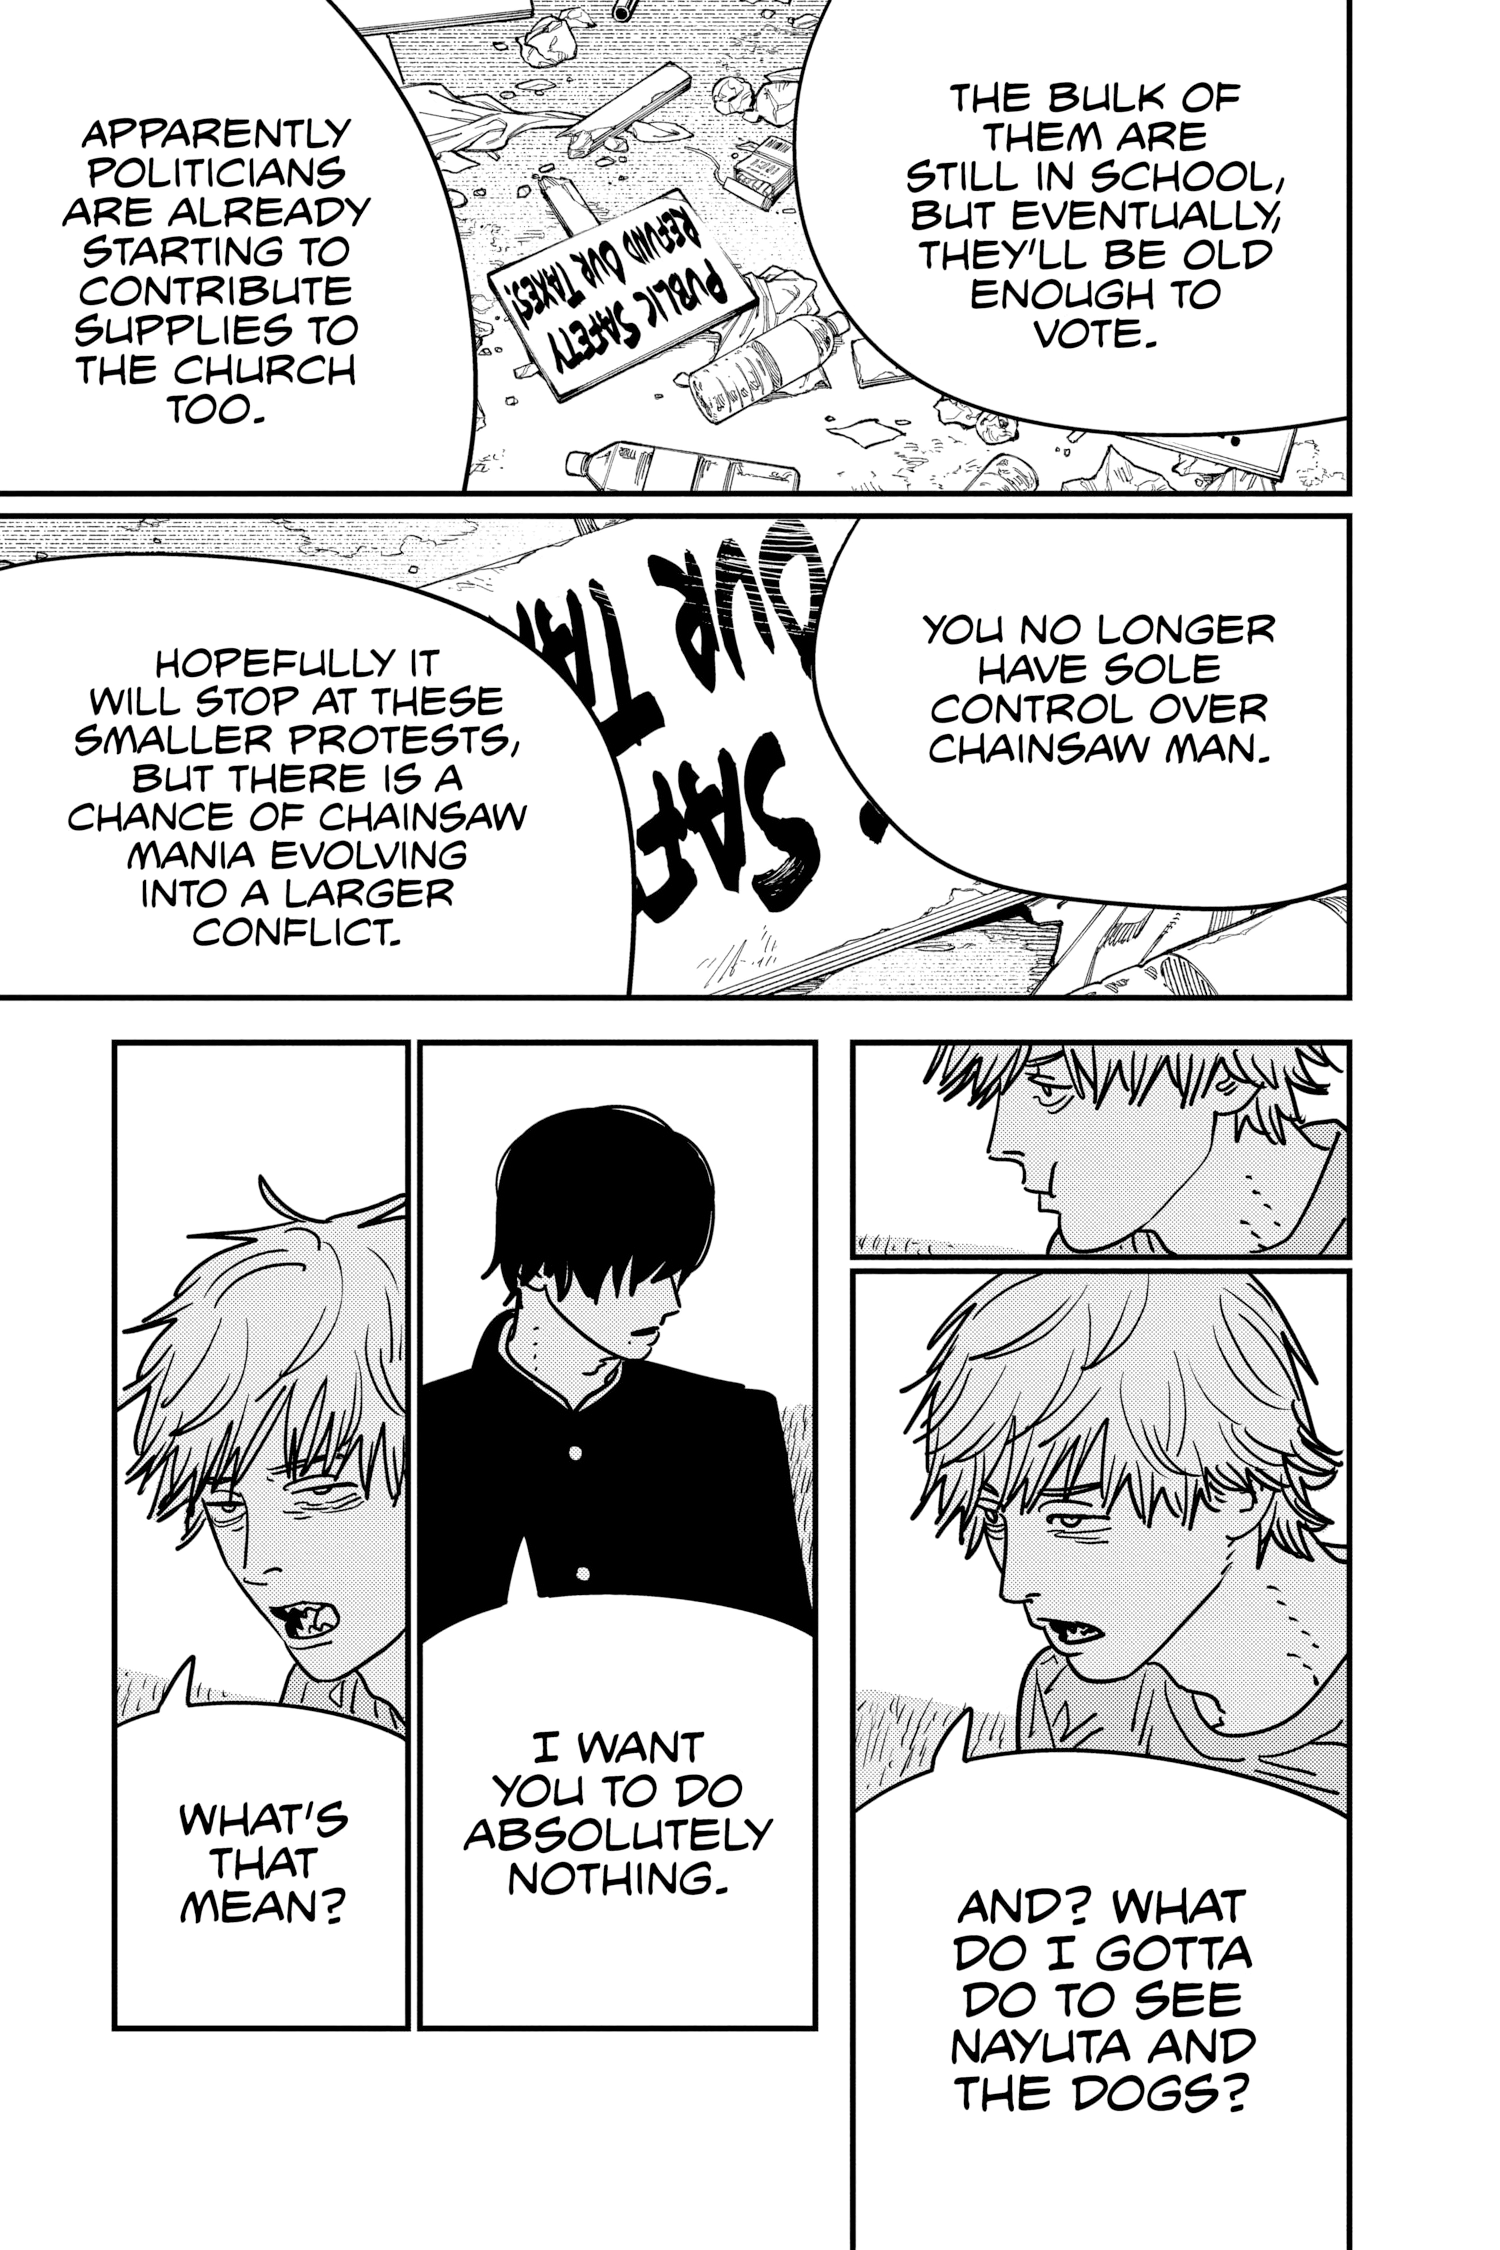 THE BULK OF
THEM ARE
STILL IN SCHOOL,
BUT EVENTUALLY,
THEY'LL BE OLD
ENOUGH TO
VOTE.
PUBLIC SAFETY
REFUND OUR TAXES!
APPARENTLY
POLITICIANS
ARE ALREADY
STARTING TO
CONTRIBUTE
SUPPLIES TO
THE CHURCH
TOO.
YOU NO LONGER
HAVE SOLE
CONTROL OVER
CHAINSAW MAN.
SAF
OUR TA
HOPEFULLY IT
WILL STOP AT THESE
SMALLER PROTESTS,
BUT THERE IS A
CHANCE OF CHAINSAW
MANIA EVOLVING
INTO A LARGER
CONFLICT.
AND? WHAT
DO I GOTTA
DO TO SEE
NAYUTA AND
THE DOGS?
I WANT
YOU TO DO
ABSOLUTELY
NOTHING.
WHAT'S
THAT
MEAN?